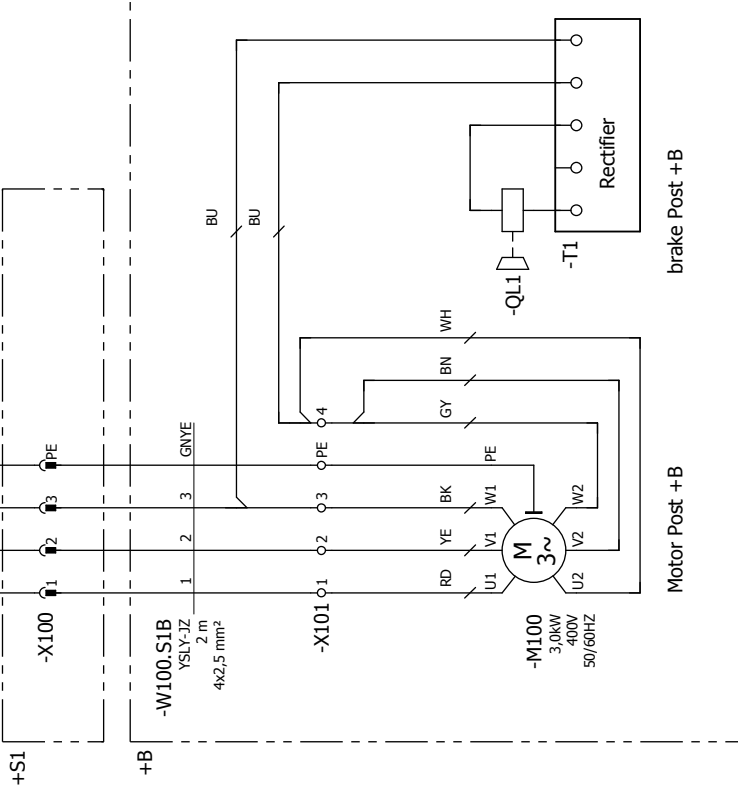 +S1
-X100
1
2
3
PE
+B
-W100.S1B
YSLY-JZ
2 m
4x2,5 mm²
1
2
3
GNYE
BU
BU
-X101
1
2
3
PE
4
RD
YE
BK
PE
GY
BN
WH
U1
V1
W1
M
3~
U2
V2
W2
-M100
3,0kW
400V
50/60HZ
-QL1
-T1
Rectifier
Motor Post +B
brake Post +B